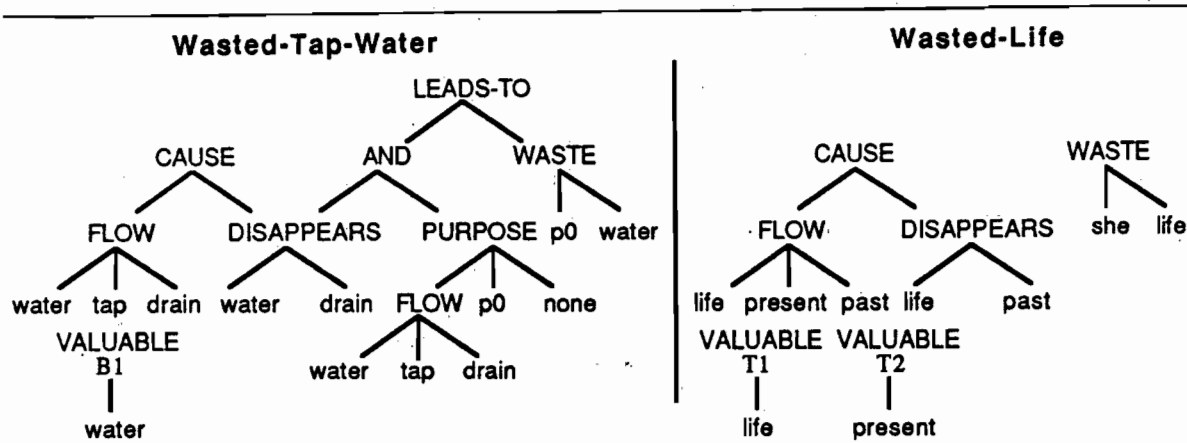 Wasted-Tap-Water
LEADS-TO
CAUSE AND WASTE
FLOW DISAPPEARS PURPOSE p0 water
water tap drain water drain FLOW p0 none
VALUABLE
B1
water tap drain
water
Wasted-Life
CAUSE WASTE
FLOW DISAPPEARS she life
life present past life past
VALUABLE VALUABLE
T1 T2
life present